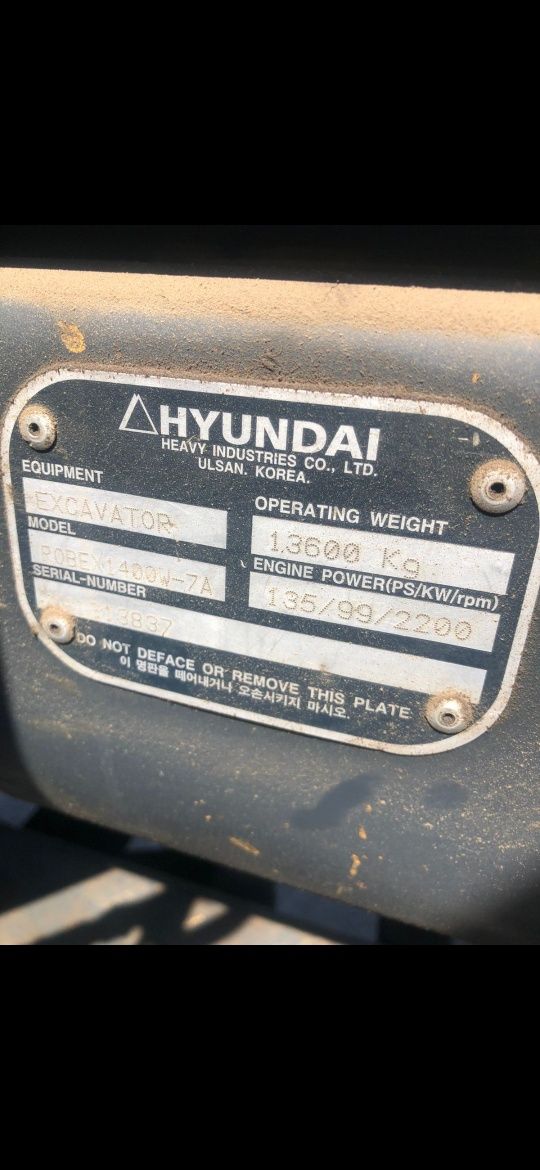 HYUNDAI
HEAVY INDUSTRIES CO., LTD.
ULSAN. KOREA.
EQUIPMENT
EXCAVATOR
OPERATING WEIGHT
13600 Kg
MODEL
ROBEX1400W-7A
ENGINE POWER(PS/KW/rpm)
135/99/2200
SERIAL-NUMBER
DO NOT DEFACE OR REMOVE THIS PLATE
이 명판을 떼어내거나 오손시키지 마시오.